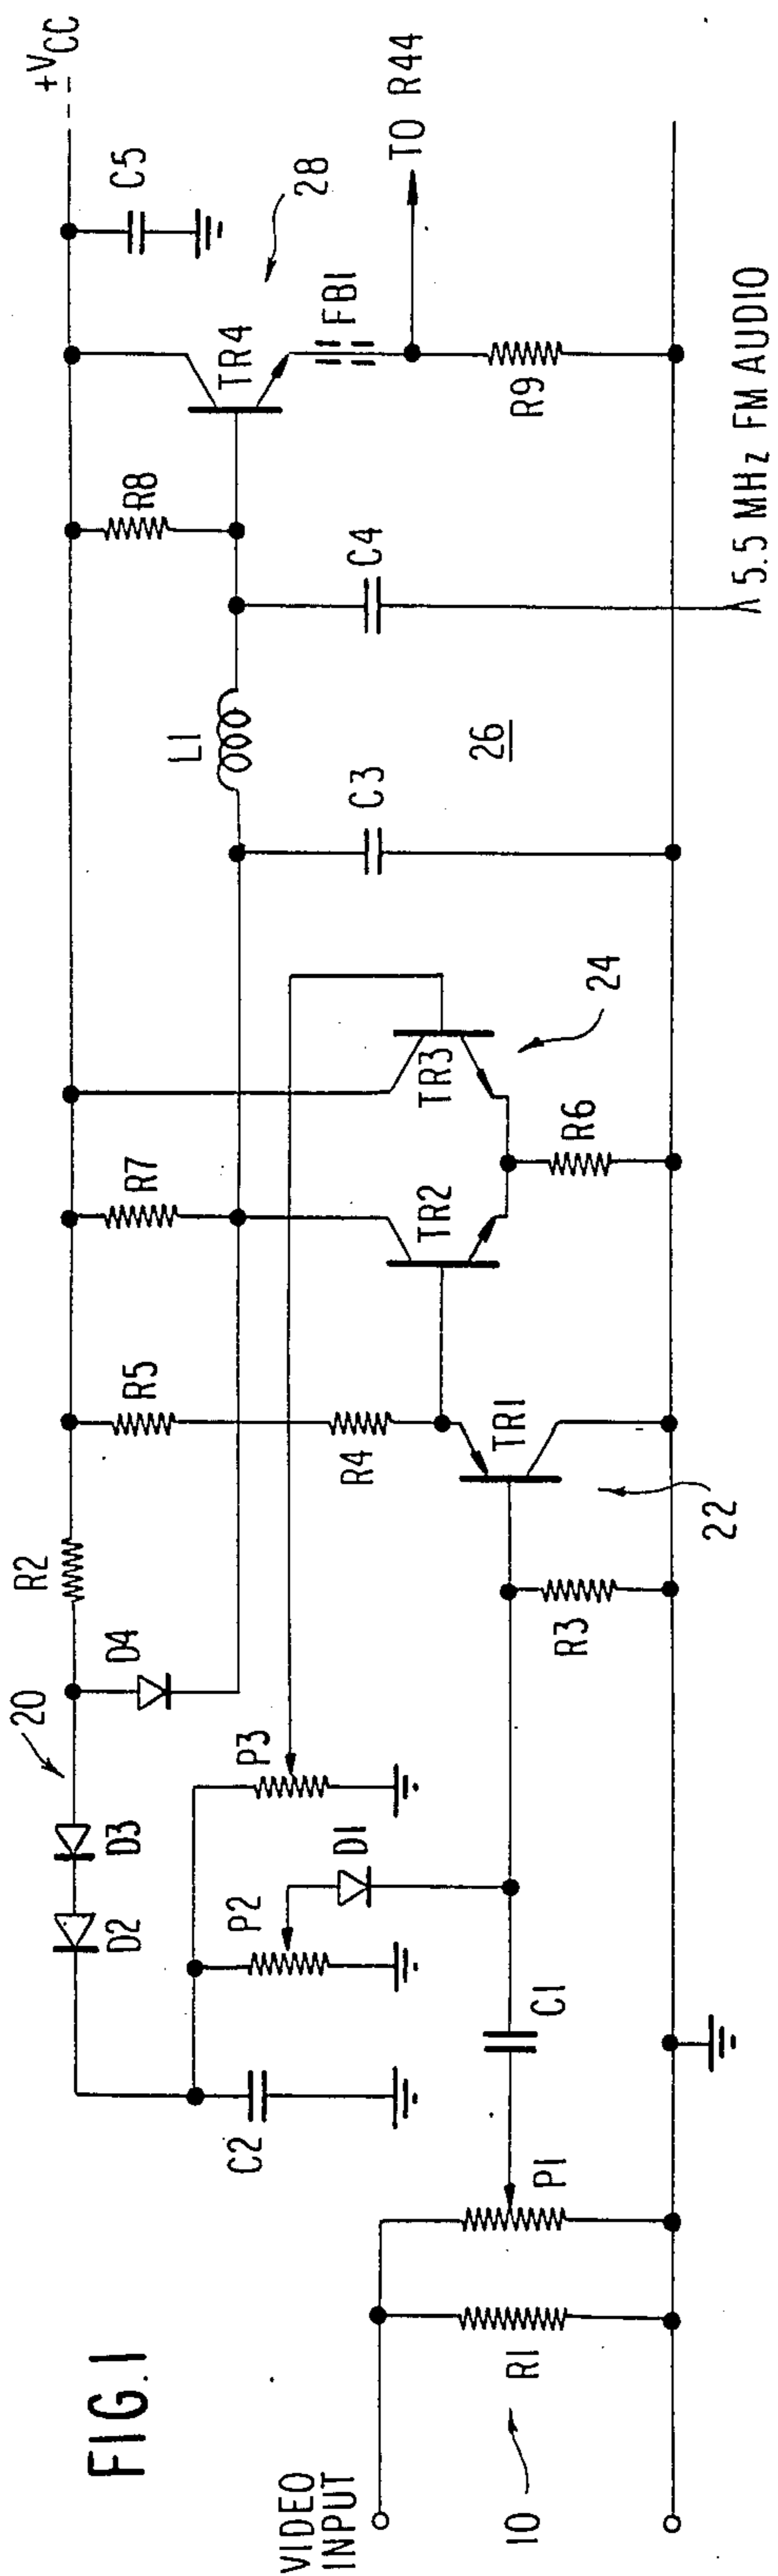 FIG. 1
VIDEO
INPUT
10
R1
P1
C1
C2
P2
D1
P3
D2
D3
20
D4
R2
R3
22
TR1
R4
R5
TR2
R7
R6
TR3
24
C3
26
L1
C4
5.5 MHz FM AUDIO
R8
TR4
28
FB1
R9
TO R44
C5
+VCC